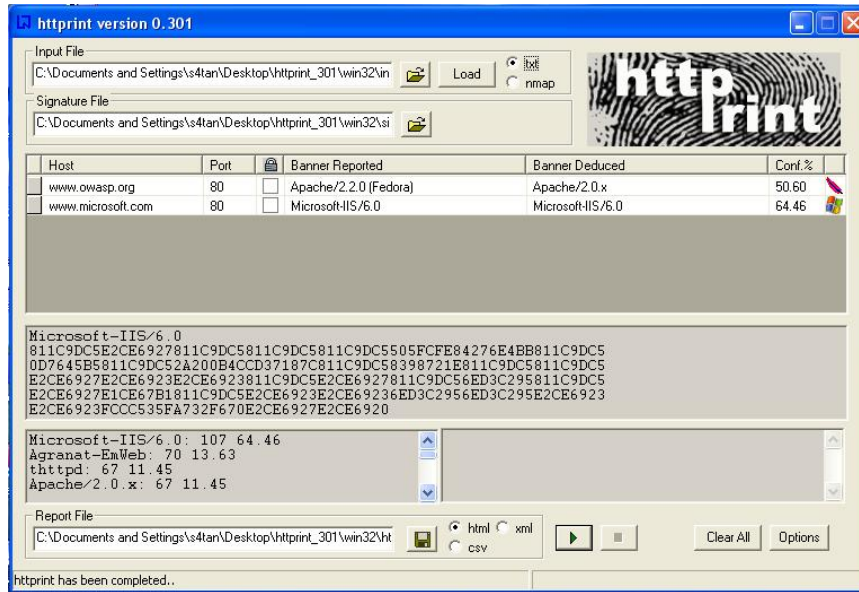 httprint version 0.301
Input File
C:\Documents and Settings\s4tan\Desktop\httprint_301\win32\in
Load
txt
nmap
http
rint
Signature File
C:\Documents and Settings\s4tan\Desktop\httprint_301\win32\si
Host Port Banner Reported Banner Deduced Conf.%
www.owasp.org 80 Apache/2.2.0 (Fedora) Apache/2.0.x 50.60
www.microsoft.com 80 Microsoft-IIS/6.0 Microsoft-IIS/6.0 64.46
Microsoft-IIS/6.0
811C9DC5E2CE6927811C9DC5811C9DC5811C9DC5505FCFE84276E4BB811C9DC5
0D7645B5811C9DC52A200B4CCD37187C811C9DC58398721E811C9DC5811C9DC5
E2CE6927E2CE6923E2CE6923811C9DC5E2CE6927811C9DC56ED3C295811C9DC5
E2CE6927E1CE67B1811C9DC5E2CE6923E2CE69236ED3C2956ED3C295E2CE6923
E2CE6923FCCC535FA732F670E2CE6927E2CE6920
Microsoft-IIS/6.0: 107 64.46
Agranat-EmWeb: 70 13.63
thttpd: 67 11.45
Apache/2.0.x: 67 11.45
Report File
C:\Documents and Settings\s4tan\Desktop\httprint_301\win32\ht
html
xml
csv
Clear All
Options
httprint has been completed..